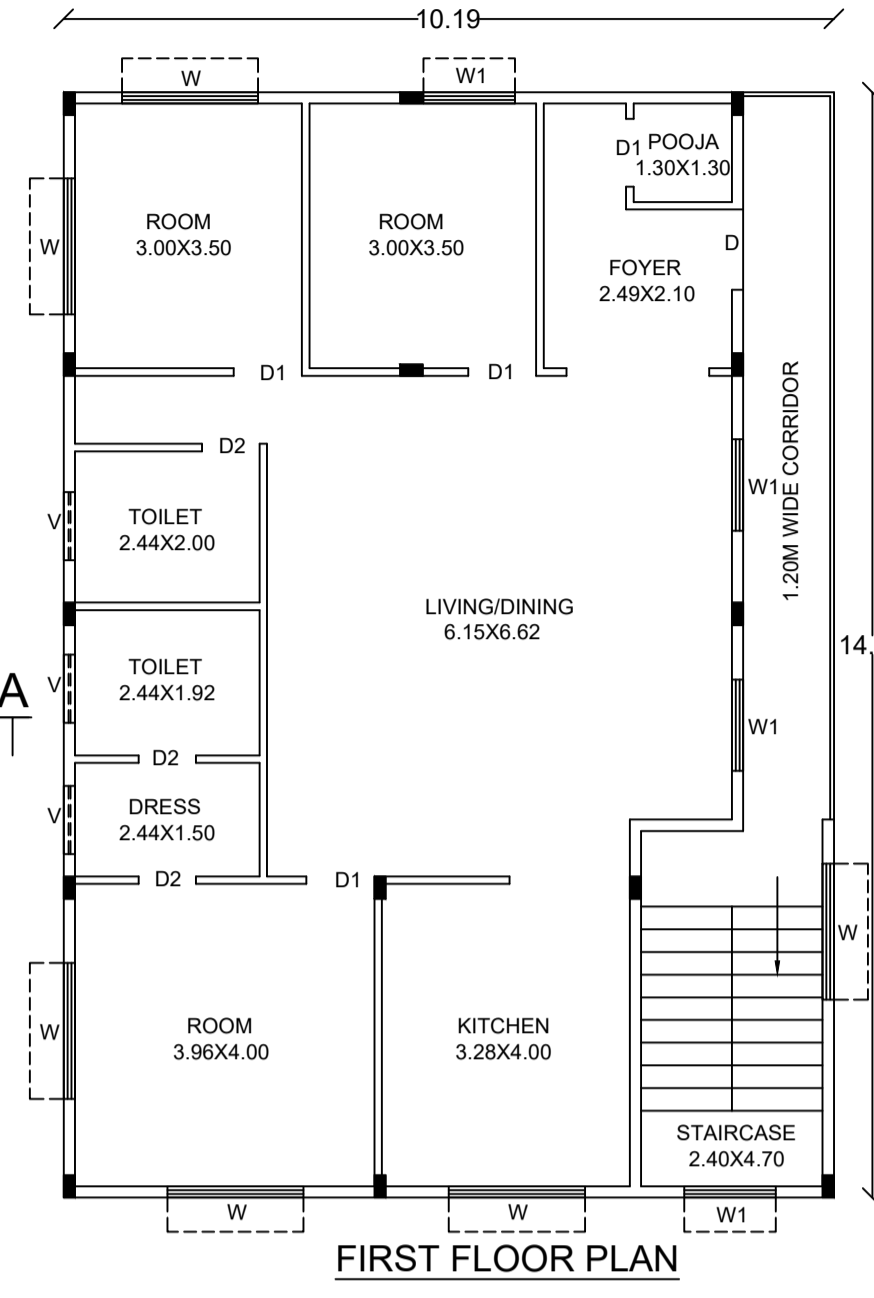 10.19
W
W1
D1 POOJA
1.30X1.30
ROOM
3.00X3.50
ROOM
3.00X3.50
W
D
FOYER
2.49X2.10
D1
D1
1.20M WIDE CORRIDOR
D2
W1
V
TOILET
2.44X2.00
LIVING/DINING
6.15X6.62
14.
TOILET
2.44X1.92
V
A
W1
D2
DRESS
2.44X1.50
V
D2
D1
W
ROOM
3.96X4.00
KITCHEN
3.28X4.00
W
STAIRCASE
2.40X4.70
W
W
W1
FIRST FLOOR PLAN